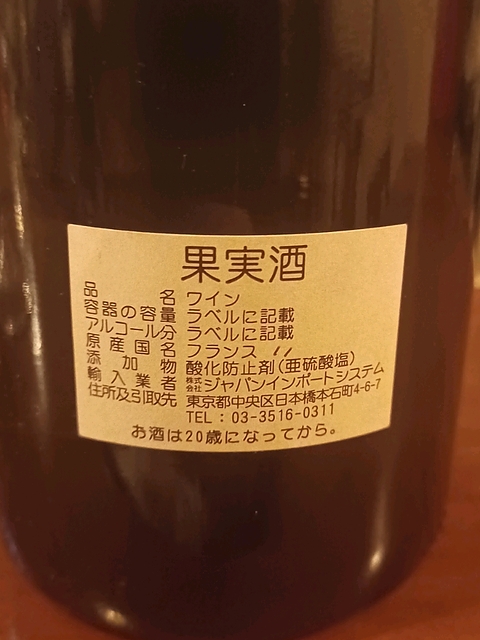 果実酒
品名 ワイン
容器の容量 ラベルに記載
アルコール分 ラベルに記載
原産国名 フランス
添加物 酸化防止剤(亜硫酸塩)
輸入業者 株式会社ジャパンインポートシステム
住所及引取先 東京都中央区日本橋本石町4-6-7
TEL:03-3516-0311
お酒は20歳になってから。